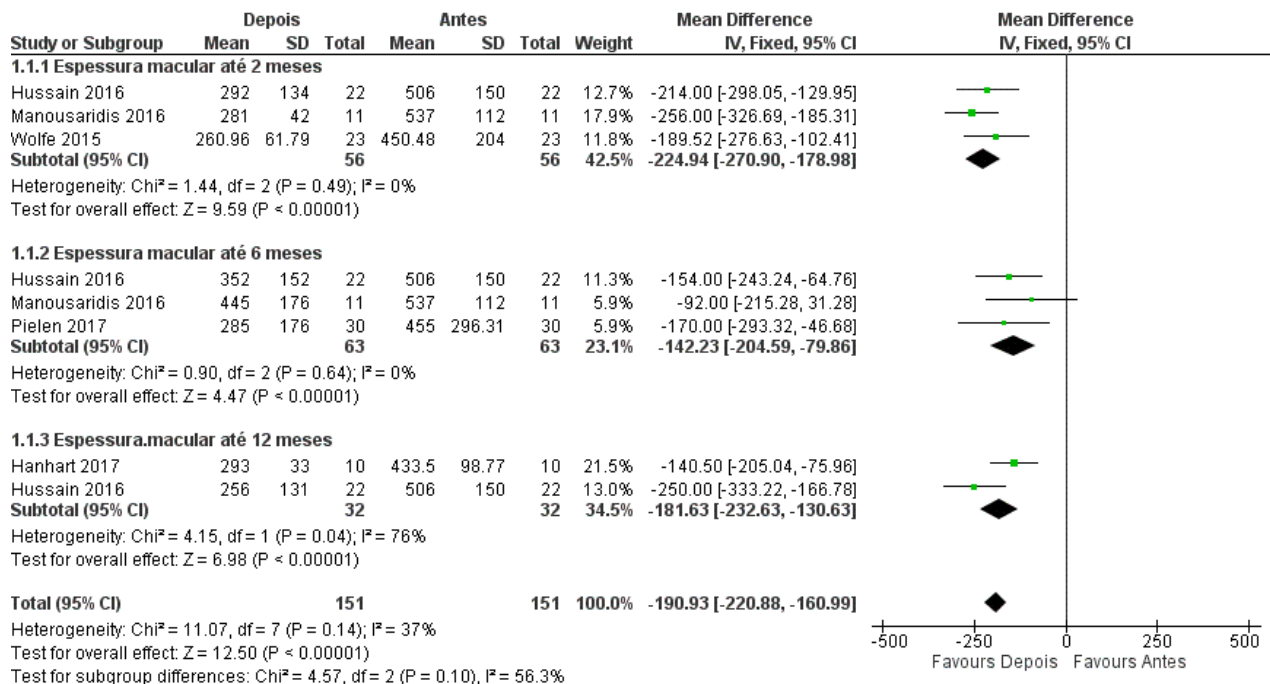 Depois Antes Mean Difference Mean Difference
Study or Subgroup Mean SD Total Mean SD Total Weight IV, Fixed, 95% CI IV, Fixed, 95% CI
1.1.1 Espessura macular até 2 meses
Hussain 2016 292 134 22 506 150 22 12.7% -214.00 [-298.05, -129.95]
Manousaridis 2016 281 42 11 537 112 11 17.9% -256.00 [-326.69, -185.31]
Wolfe 2015 260.96 61.79 23 450.48 204 23 11.8% -189.52 [-276.63, -102.41]
Subtotal (95% CI) 56 56 42.5% -224.94 [-270.90, -178.98]
Heterogeneity: Chi² = 1.44, df = 2 (P = 0.49); I² = 0%
Test for overall effect: Z = 9.59 (P < 0.00001)
1.1.2 Espessura macular até 6 meses
Hussain 2016 352 152 22 506 150 22 11.3% -154.00 [-243.24, -64.76]
Manousaridis 2016 445 176 11 537 112 11 5.9% -92.00 [-215.28, 31.28]
Pielen 2017 285 176 30 455 296.31 30 5.9% -170.00 [-293.32, -46.68]
Subtotal (95% CI) 63 63 23.1% -142.23 [-204.59, -79.86]
Heterogeneity: Chi² = 0.90, df = 2 (P = 0.64); I² = 0%
Test for overall effect: Z = 4.47 (P < 0.00001)
1.1.3 Espessura.macular até 12 meses
Hanhart 2017 293 33 10 433.5 98.77 10 21.5% -140.50 [-205.04, -75.96]
Hussain 2016 256 131 22 506 150 22 13.0% -250.00 [-333.22, -166.78]
Subtotal (95% CI) 32 32 34.5% -181.63 [-232.63, -130.63]
Heterogeneity: Chi² = 4.15, df = 1 (P = 0.04); I² = 76%
Test for overall effect: Z = 6.98 (P < 0.00001)
Total (95% CI) 151 151 100.0% -190.93 [-220.88, -160.99]
Heterogeneity: Chi² = 11.07, df = 7 (P = 0.14); I² = 37%
Test for overall effect: Z = 12.50 (P < 0.00001)
Test for subgroup differences: Chi² = 4.57, df = 2 (P = 0.10), I² = 56.3%
-500 -250 0 250 500
Favours Depois Favours Antes